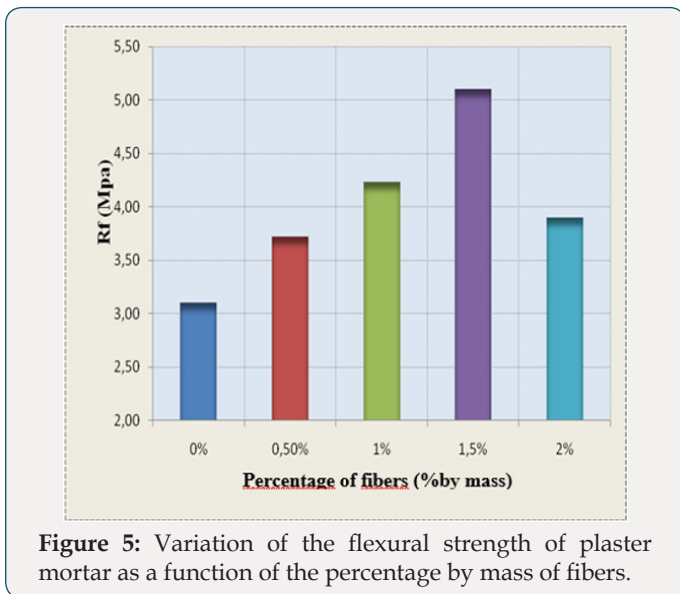 5,50
5,00
4,50
4,00
3,50
3,00
2,50
2,00
Rf (Mpa)
0% 0,50% 1% 1,5% 2%
Percentage of fibers (%by mass)
Figure 5: Variation of the flexural strength of plaster
mortar as a function of the percentage by mass of fibers.